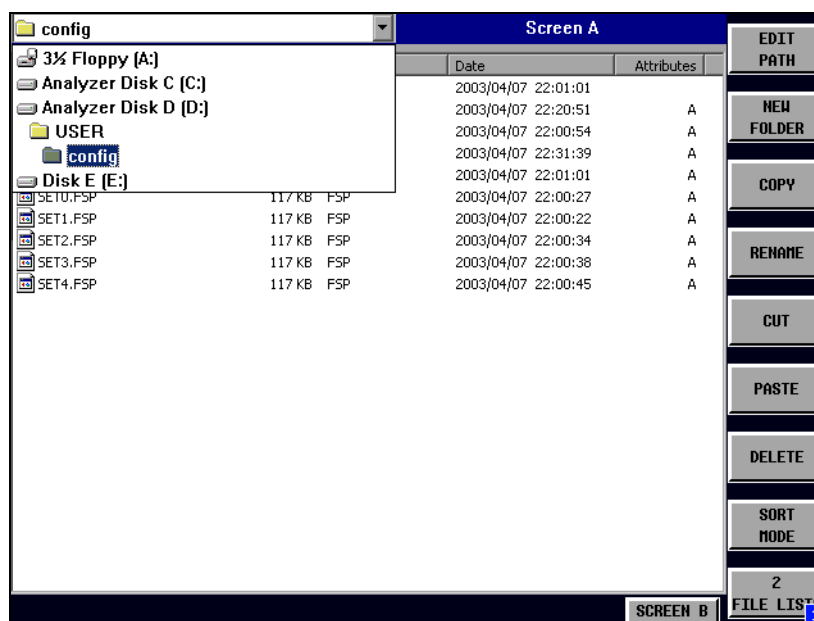 config
Screen A
EDIT PATH
3½ Floppy (A:)
Date Attributes
Analyzer Disk C (C:)
2003/04/07 22:01:01
Analyzer Disk D (D:)
2003/04/07 22:20:51 A
NEW FOLDER
USER
2003/04/07 22:00:54 A
config
2003/04/07 22:31:39 A
Disk E (E:)
2003/04/07 22:01:01 A
COPY
SET0.FSP 117 KB FSP 2003/04/07 22:00:27 A
SET1.FSP 117 KB FSP 2003/04/07 22:00:22 A
SET2.FSP 117 KB FSP 2003/04/07 22:00:34 A
RENAME
SET3.FSP 117 KB FSP 2003/04/07 22:00:38 A
SET4.FSP 117 KB FSP 2003/04/07 22:00:45 A
CUT
PASTE
DELETE
SORT MODE
2
FILE LIST
SCREEN B